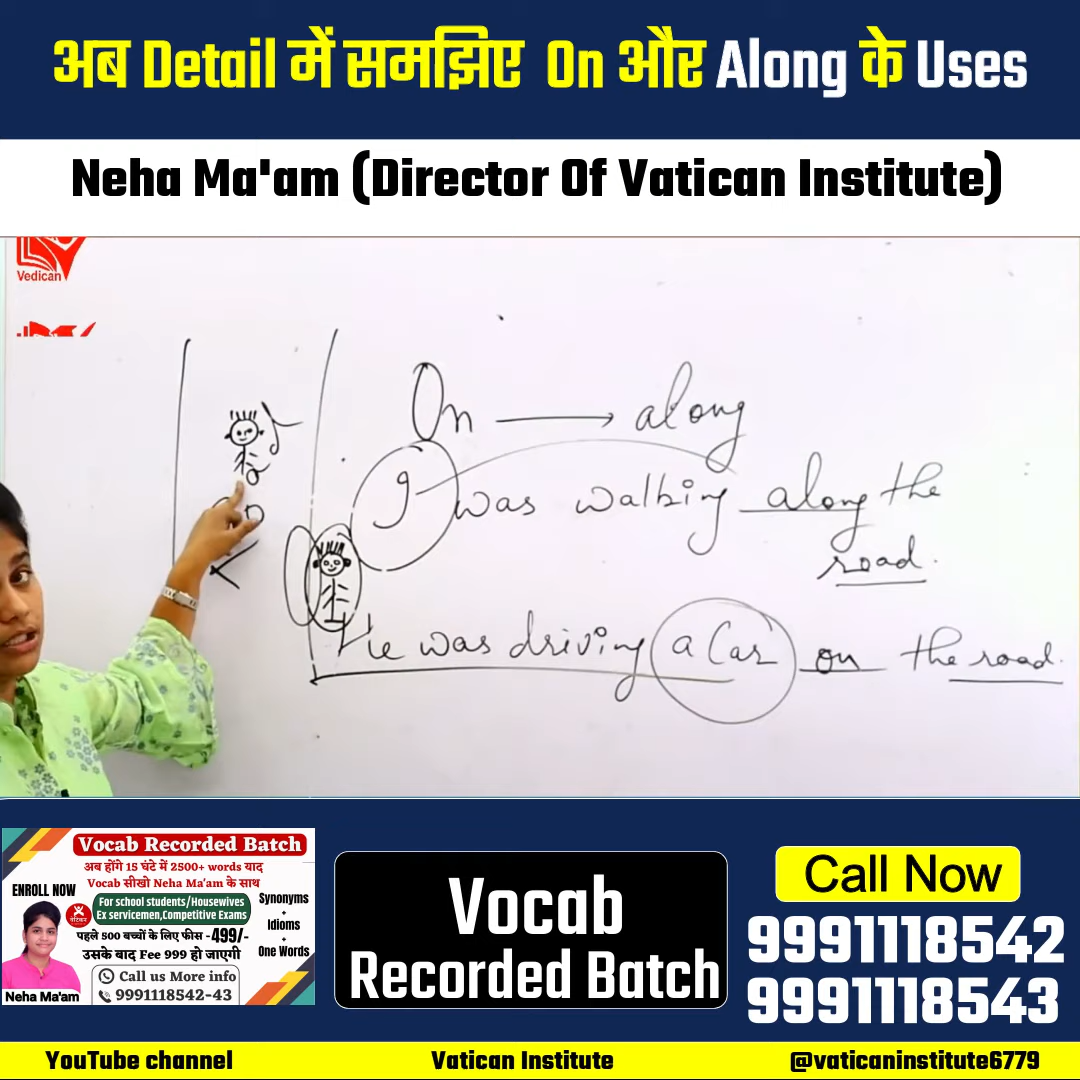 अब Detail में समझिए On और Along के Uses
Neha Ma'am (Director Of Vatican Institute)
Vedican
On → along
I was walking along the
road.
He was driving a Car on the road.
Vocab Recorded Batch
अब होंगे 15 घंटे में 2500+ words याद
Vocab सीखो Neha Ma'am के साथ
ENROLL NOW
For school students/Housewives
Ex servicemen,Competitive Exams
पहले 500 बच्चों के लिए फीस -499/-
उसके बाद Fee 999 हो जाएगी
Synonyms
+
Idioms
+
One Words
Call us More info
9991118542-43
Neha Ma'am
Vocab
Recorded Batch
Call Now
9991118542
9991118543
YouTube channel Vatican Institute @vaticaninstitute6779